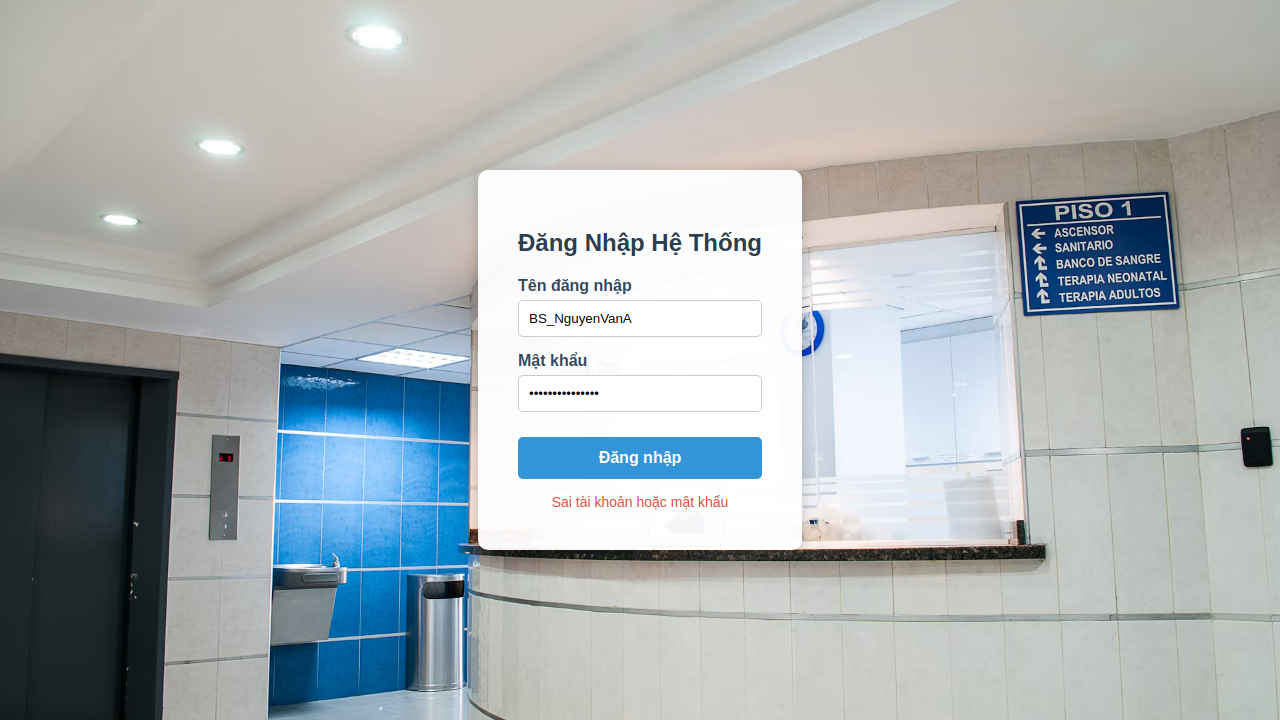 Đăng Nhập Hệ Thống
Tên đăng nhập
BS_NguyenVanA
Mật khẩu
•••••••••••••••
Đăng nhập
Sai tài khoản hoặc mật khẩu
PISO 1
ASCENSOR
SANITARIO
BANCO DE SANGRE
TERAPIA NEONATAL
TERAPIA ADULTOS